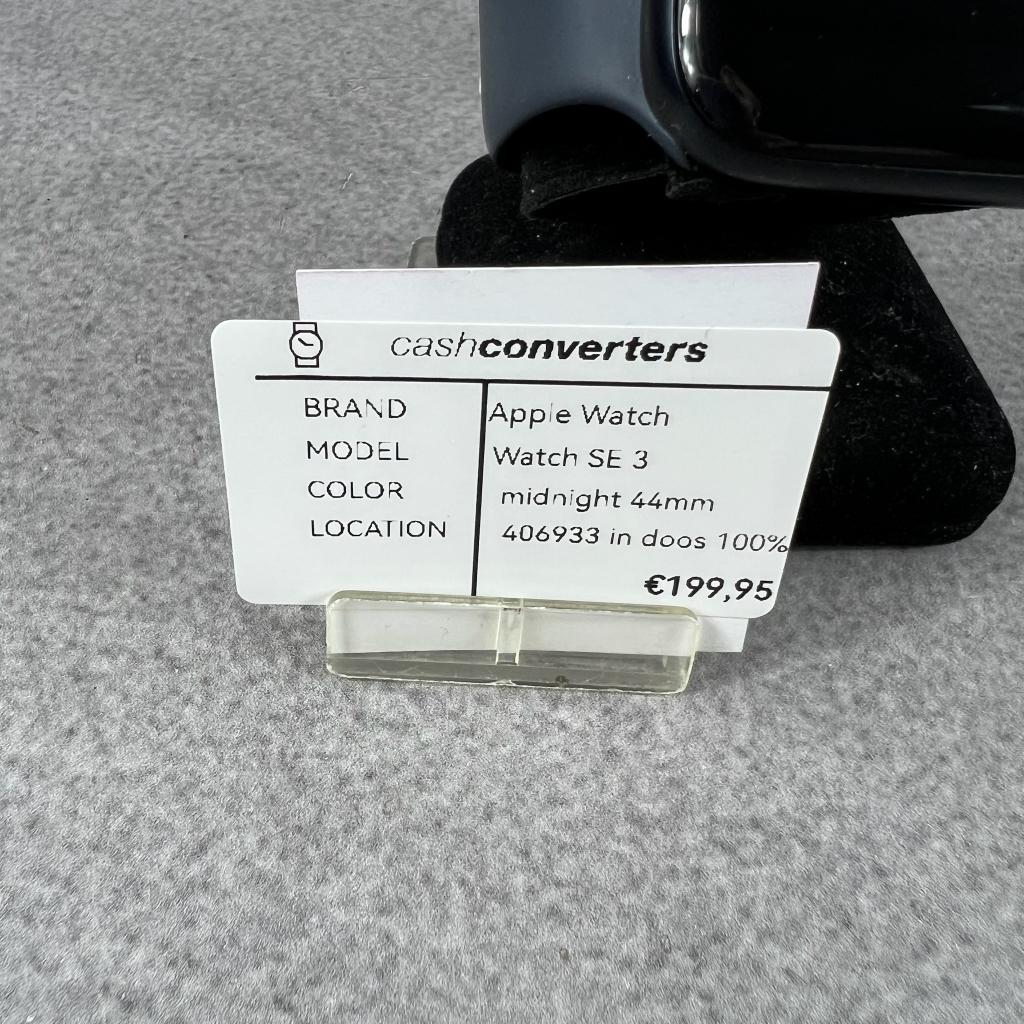 cashconverters
BRAND Apple Watch
MODEL Watch SE 3
COLOR midnight 44mm
LOCATION 406933 in doos 100%
€199,95